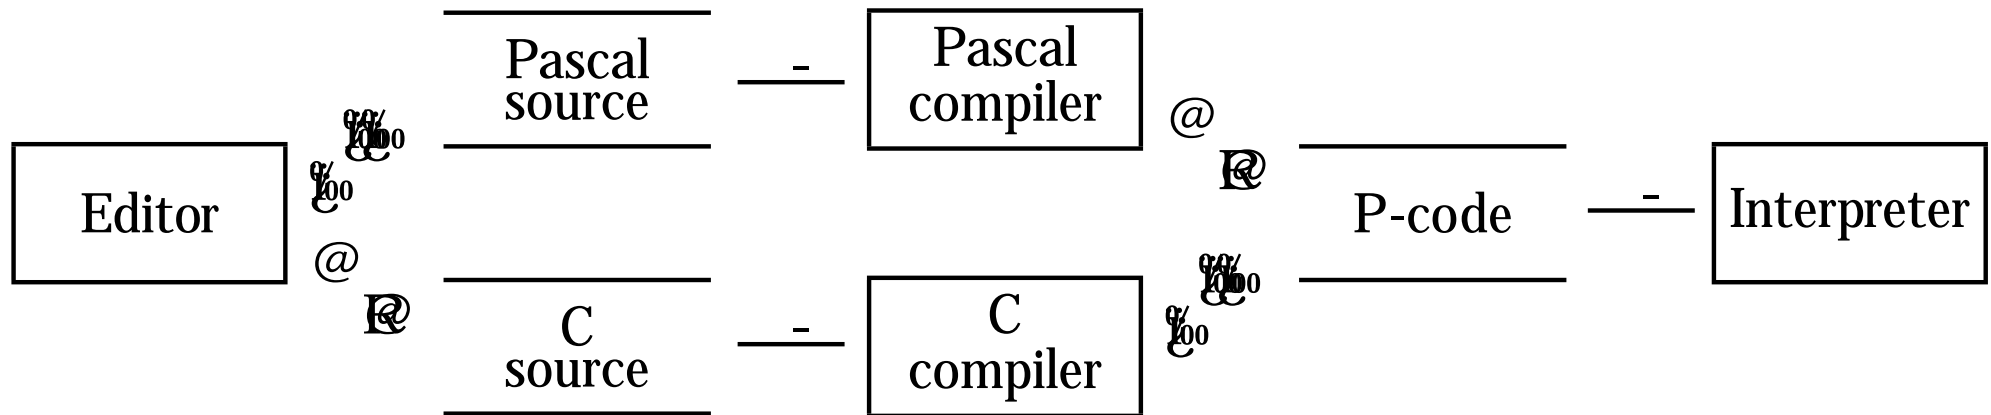 Pascal
source
Pascal
compiler
@
Editor
@
P-code
Interpreter
C
source
C
compiler